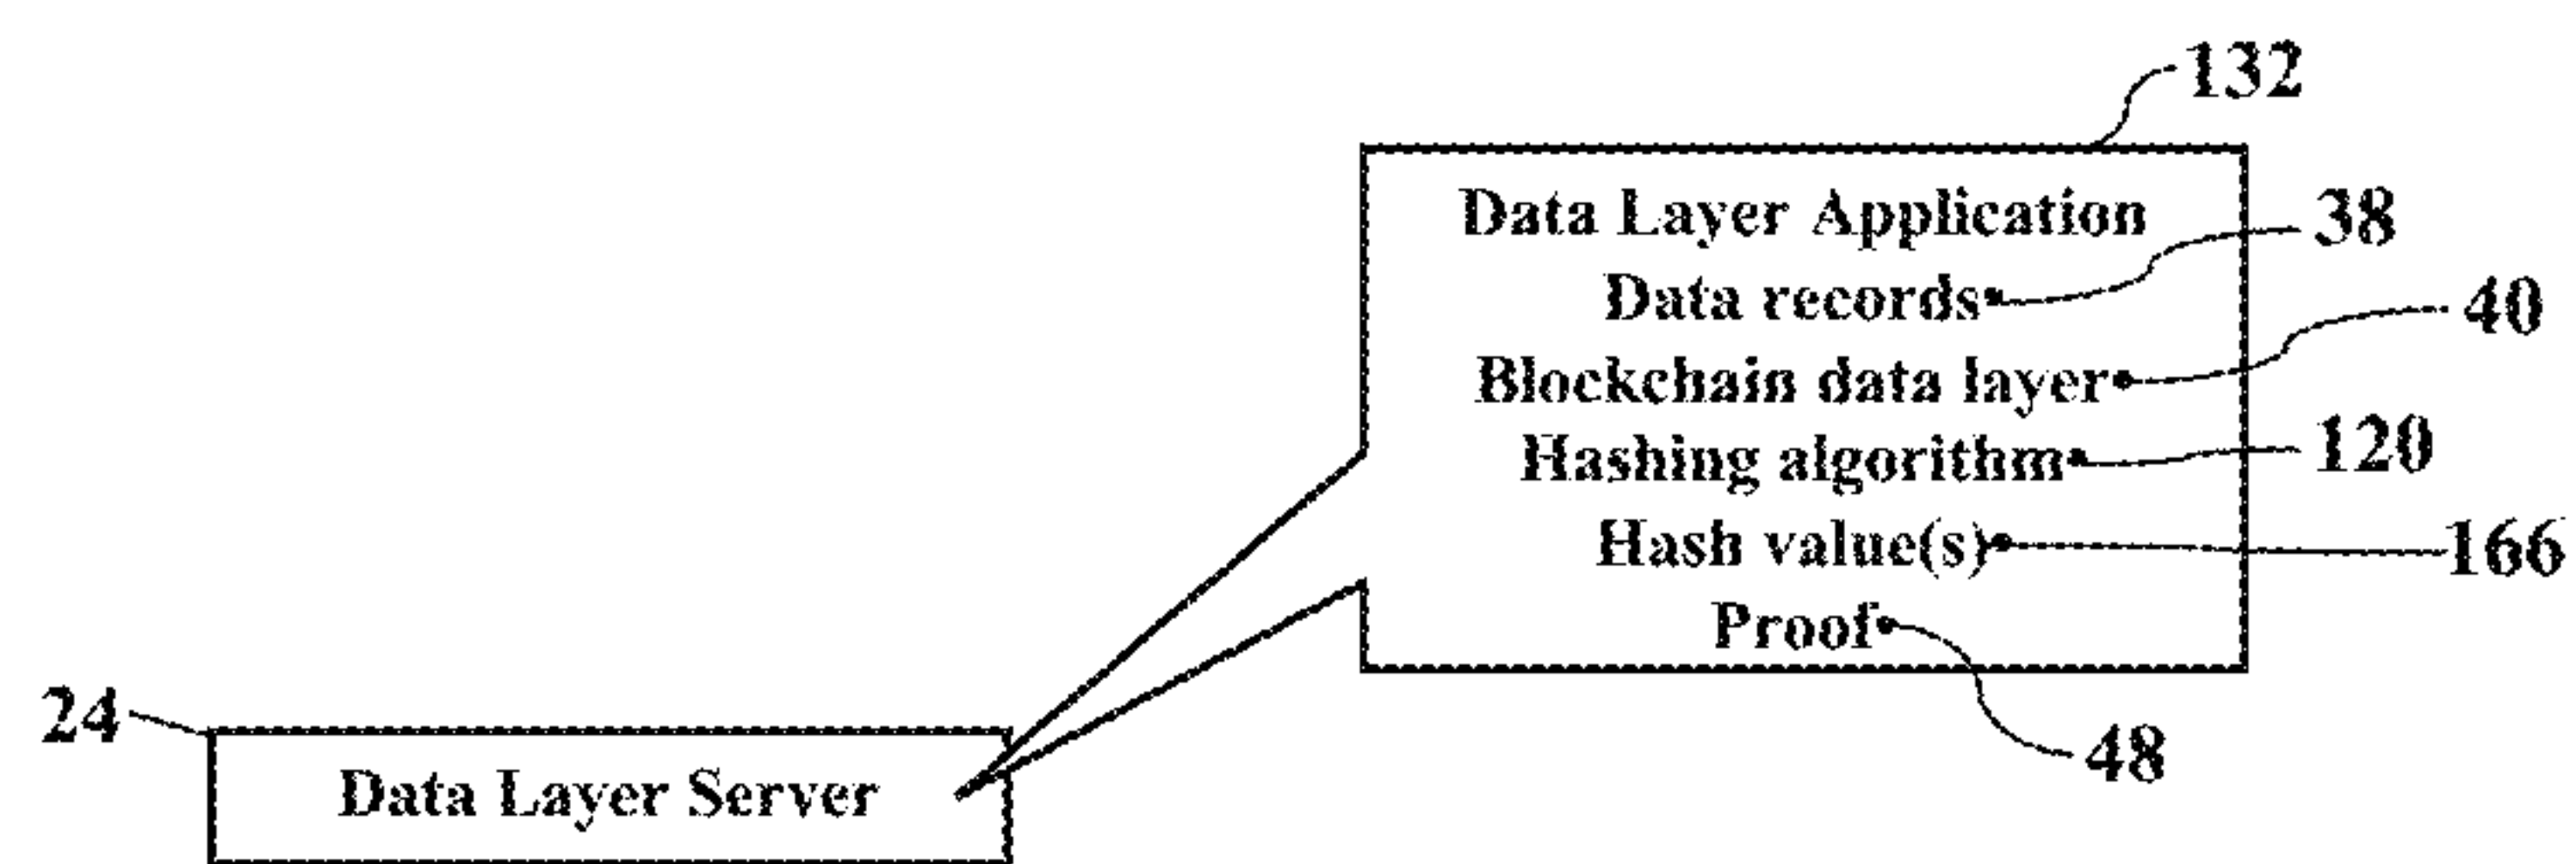 132
Data Layer Application
38
Data records
40
Blockchain data layer
Hashing algorithm
120
Hash value(s)
166
Proof
24
48
Data Layer Server